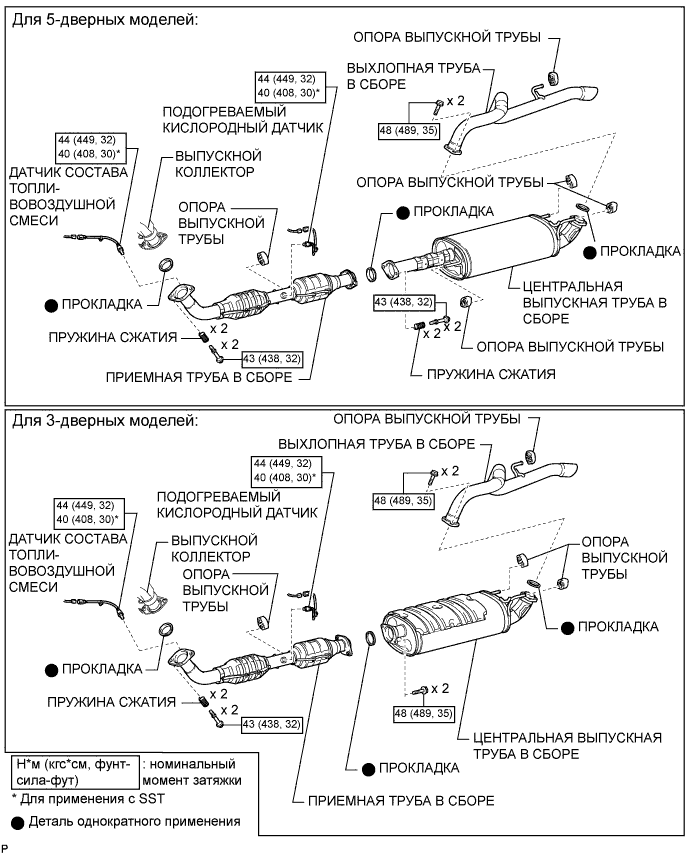 Для 5-дверных моделей:
ОПОРА ВЫПУСКНОЙ ТРУБЫ
44 (449, 32)
40 (408, 30)*
ВЫХЛОПНАЯ ТРУБА
В СБОРЕ
x 2
48 (489, 35)
ПОДОГРЕВАЕМЫЙ
КИСЛОРОДНЫЙ ДАТЧИК
44 (449, 32)
40 (408, 30)*
ДАТЧИК СОСТАВА
ТОПЛИ-
ВОВОЗДУШНОЙ
СМЕСИ
ВЫПУСКНОЙ
КОЛЛЕКТОР
ОПОРА
ВЫПУСКНОЙ
ТРУБЫ
ОПОРА ВЫПУСКНОЙ ТРУБЫ
ПРОКЛАДКА
ПРОКЛАДКА
ПРОКЛАДКА
ЦЕНТРАЛЬНАЯ
ВЫПУСКНАЯ ТРУБА В
СБОРЕ
43 (438, 32)
x 2
x 2
ПРУЖИНА СЖАТИЯ
x 2
x 2
43 (438, 32)
ОПОРА ВЫПУСКНОЙ ТРУБЫ
ПРИЕМНАЯ ТРУБА В СБОРЕ
ПРУЖИНА СЖАТИЯ
Для 3-дверных моделей:
ОПОРА ВЫПУСКНОЙ ТРУБЫ
ВЫХЛОПНАЯ ТРУБА В СБОРЕ
44 (449, 32)
40 (408, 30)*
x 2
48 (489, 35)
ПОДОГРЕВАЕМЫЙ
КИСЛОРОДНЫЙ ДАТЧИК
44 (449, 32)
40 (408, 30)*
ДАТЧИК СОСТАВА
ТОПЛИ-
ВОВОЗДУШНОЙ
СМЕСИ
ВЫПУСКНОЙ
КОЛЛЕКТОР
ОПОРА
ВЫПУСКНОЙ
ТРУБЫ
ОПОРА
ВЫПУСКНОЙ
ТРУБЫ
ПРОКЛАДКА
ПРОКЛАДКА
ПРУЖИНА СЖАТИЯ
x 2
x 2
43 (438, 32)
x 2
48 (489, 35)
ЦЕНТРАЛЬНАЯ ВЫПУСКНАЯ
ТРУБА В СБОРЕ
ПРОКЛАДКА
ПРИЕМНАЯ ТРУБА В СБОРЕ
Н*м (кгс*см, фунт-
сила-фут)
: номинальный
момент затяжки
* Для применения с SST
Деталь однократного применения
P